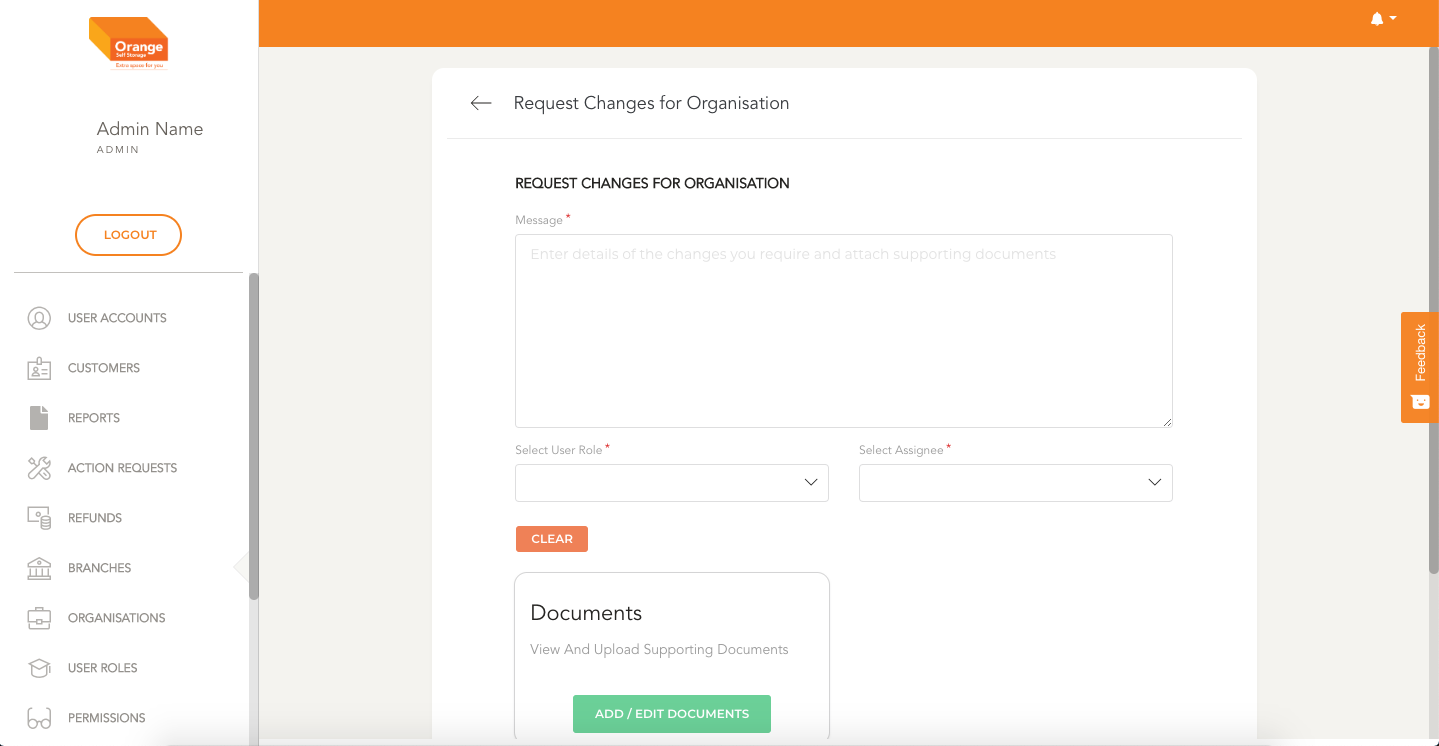 Orange
Self Storage
Extra space for you
Admin Name
ADMIN
LOGOUT
USER ACCOUNTS
CUSTOMERS
REPORTS
ACTION REQUESTS
REFUNDS
BRANCHES
ORGANISATIONS
USER ROLES
PERMISSIONS
Request Changes for Organisation
REQUEST CHANGES FOR ORGANISATION
Message *
Enter details of the changes you require and attach supporting documents
Select User Role * Select Assignee *
CLEAR
Documents
View And Upload Supporting Documents
ADD / EDIT DOCUMENTS
Feedback